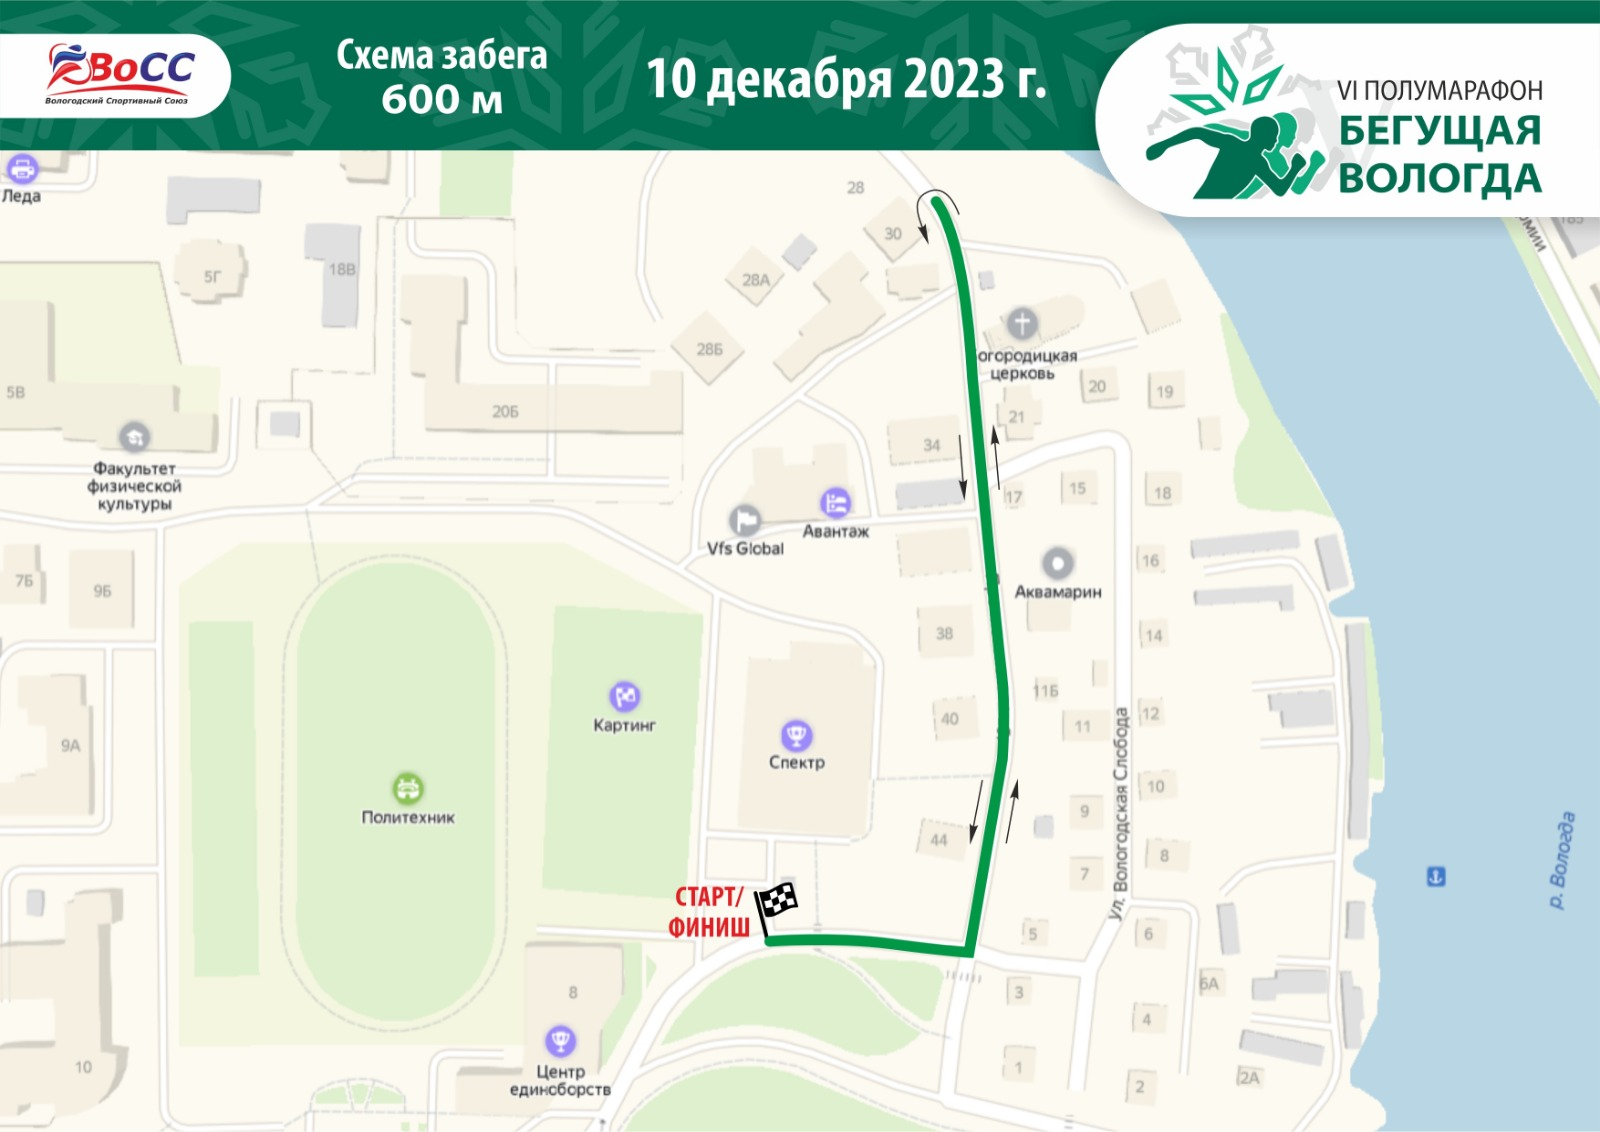 ВоСС
Вологодский Спортивный Союз
Схема забега
600 м
10 декабря 2023 г.
VI ПОЛУМАРАФОН
БЕГУЩАЯ
ВОЛОГДА
Леда
28
30
5Г
18В
28А
28Б
огородицкая
церковь
5В
20Б
20
19
21
34
Факультет
физической
культуры
17
15
18
Авантаж
Vfs Global
16
7Б
9Б
Аквамарин
38
14
11Б
Картинг
40
11
12
9А
Спектр
ул. Вологодская Слобода
10
Политехник
9
44
8
7
р. Вологда
СТАРТ/
ФИНИШ
5
6
8
3
6А
4
Центр
единоборств
10
1
2
2А